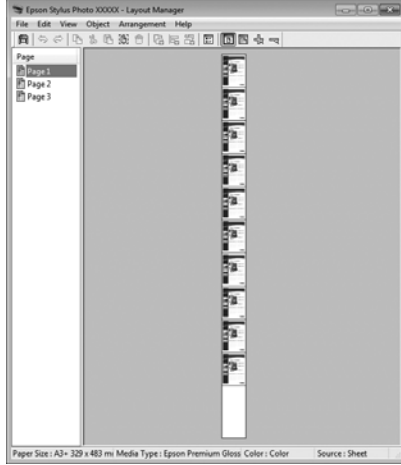 Epson Stylus Photo XXXXX - Layout Manager
File Edit View Object Arrangement Help
Page
Page 1
Page 2
Page 3
Paper Size : A3+ 329 x 483 mi Media Type : Epson Premium Gloss Color : Color Source : Sheet